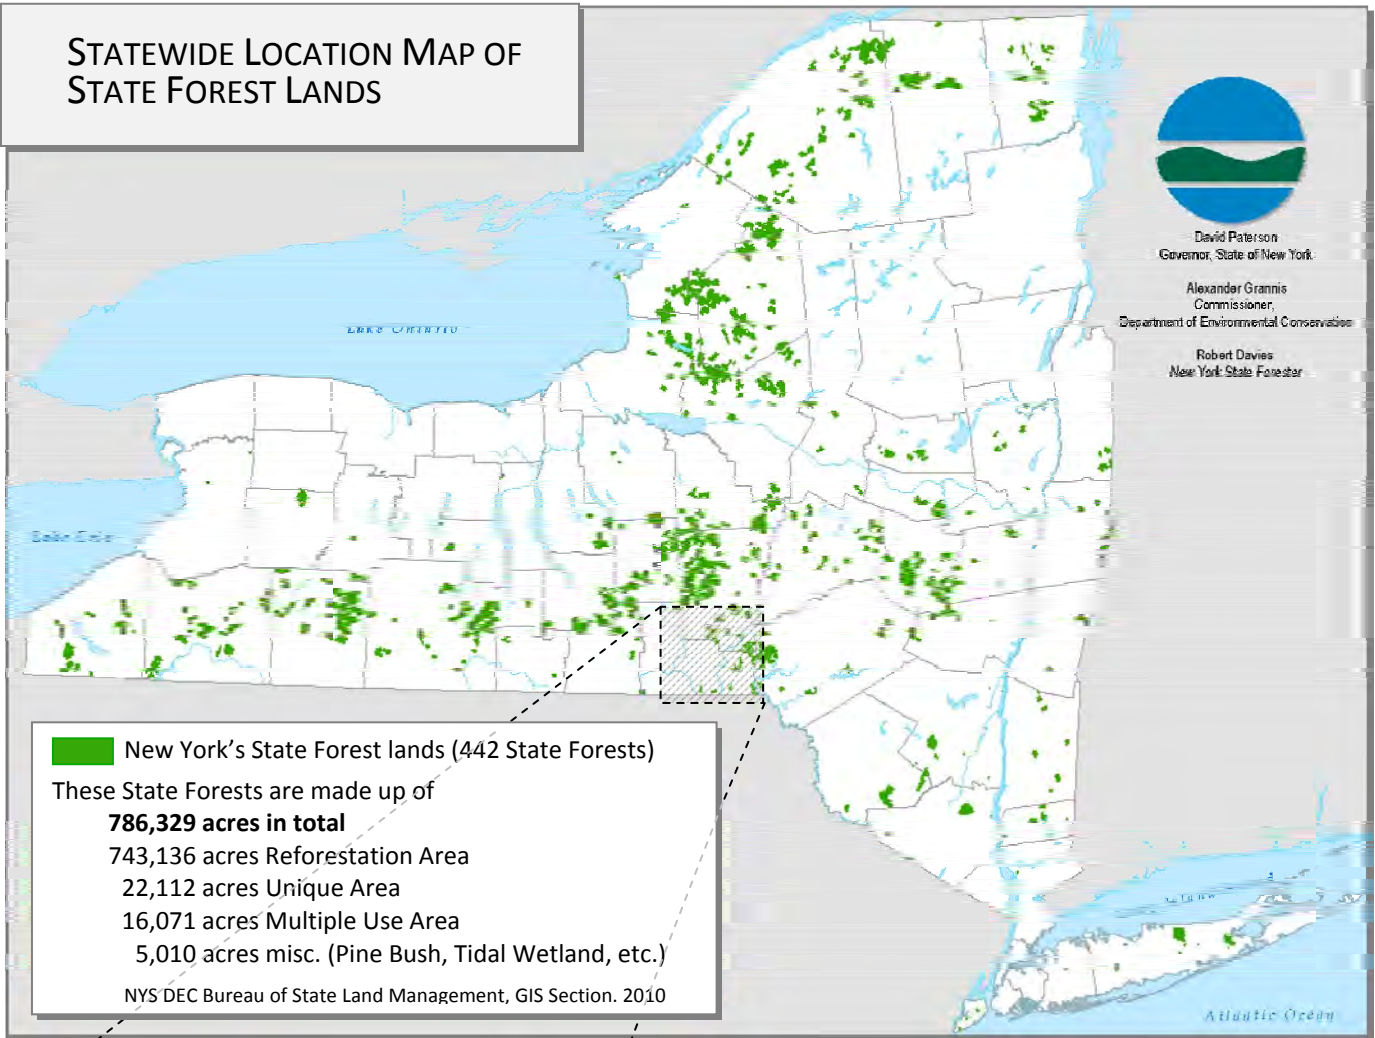 STATEWIDE LOCATION MAP OF
STATE FOREST LANDS
David Paterson
Governor, State of New York
Alexander Grannis
Commissioner,
Department of Environmental Conservation
Robert Davies
New York State Forester
Lake Ontario
Lake Erie
New York's State Forest lands (442 State Forests)
These State Forests are made up of
786,329 acres in total
743,136 acres Reforestation Area
22,112 acres Unique Area
16,071 acres Multiple Use Area
5,010 acres misc. (Pine Bush, Tidal Wetland, etc.)
NYS DEC Bureau of State Land Management, GIS Section. 2010
Atlantic Ocean